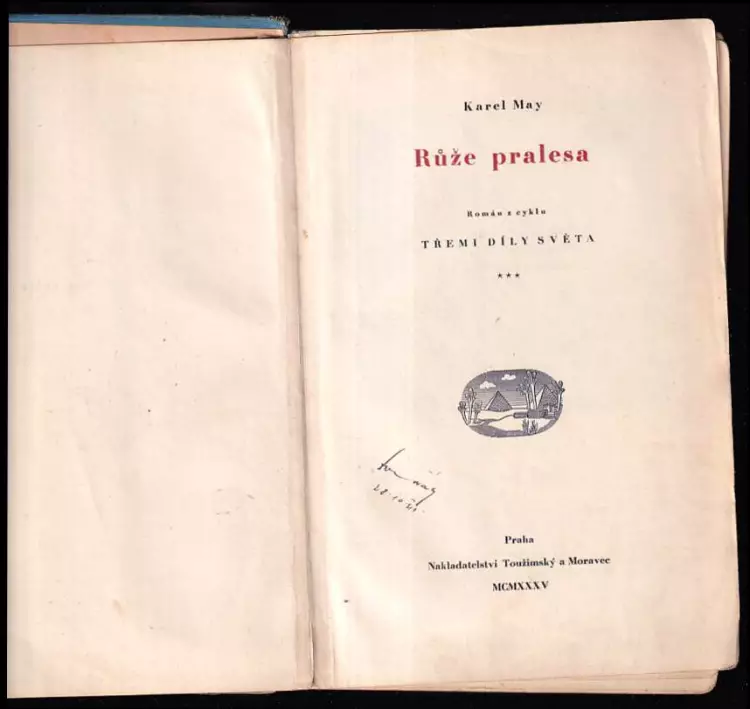 Karel May
Růže pralesa
Román z cyklu
TŘEMI DÍLY SVĚTA
***
Praha
Nakladatelství Toužimský a Moravec
MCMXXXV